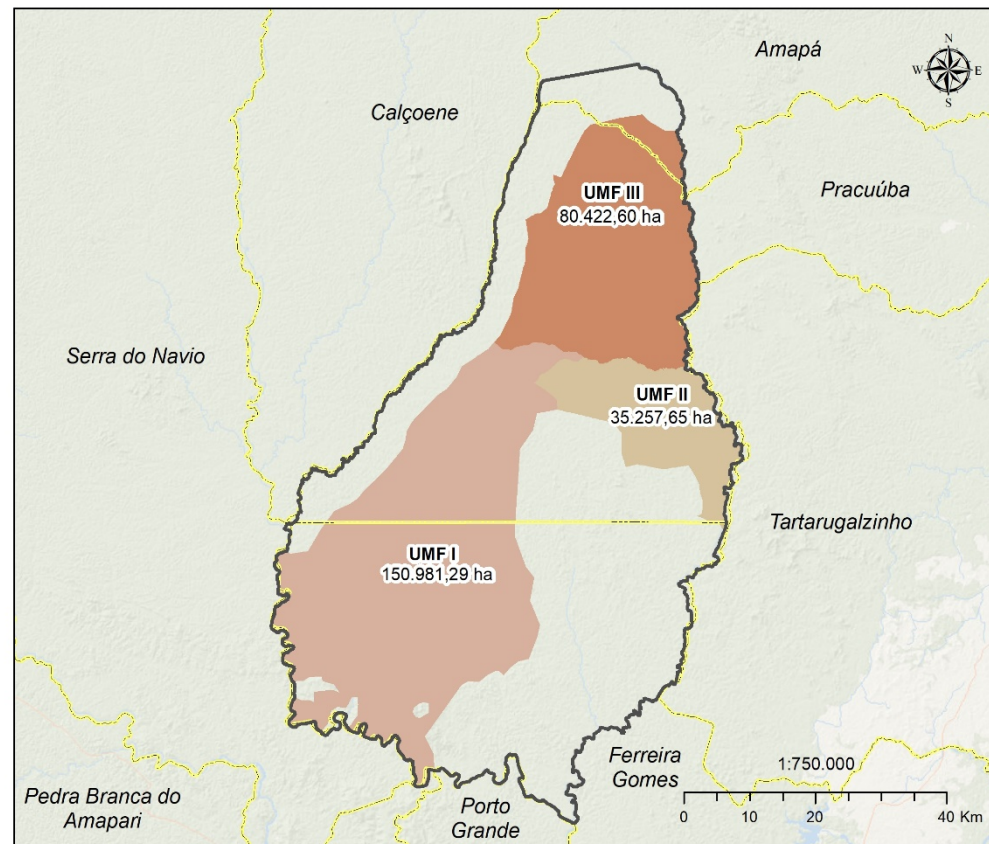 Amapá
N
W
E
S
Calçoene
UMF III
80.422,60 ha
Pracuúba
Serra do Navio
UMF II
35.257,65 ha
Tartarugalzinho
UMF I
150.981,29 ha
Ferreira
Gomes
1:750.000
Pedra Branca do
Amapari
Porto
Grande
0 10 20 40 Km